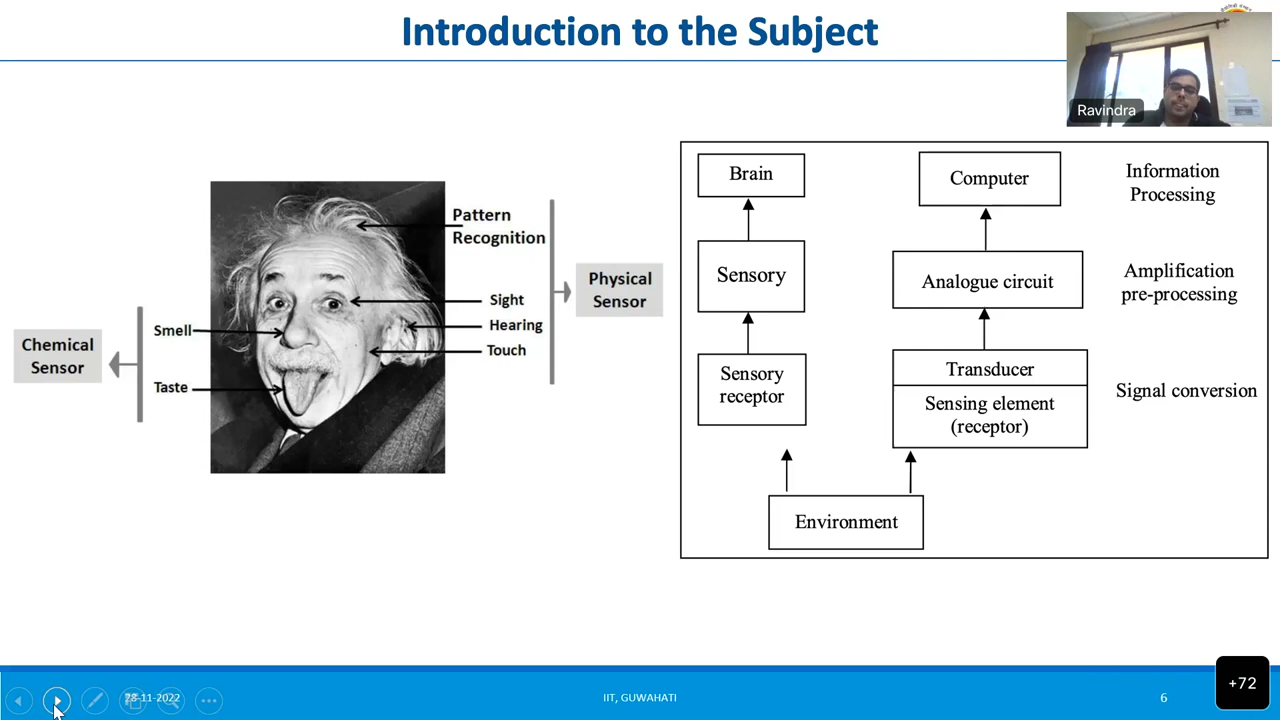 Introduction to the Subject
Ravindra
Pattern
Recognition
Physical
Sensor
Sight
Hearing
Touch
Smell
Taste
Chemical
Sensor
Brain
Sensory
Sensory
receptor
Computer
Analogue circuit
Transducer
Sensing element
(receptor)
Environment
Information
Processing
Amplification
pre-processing
Signal conversion
28-11-2022
IIT, GUWAHATI
6
+72